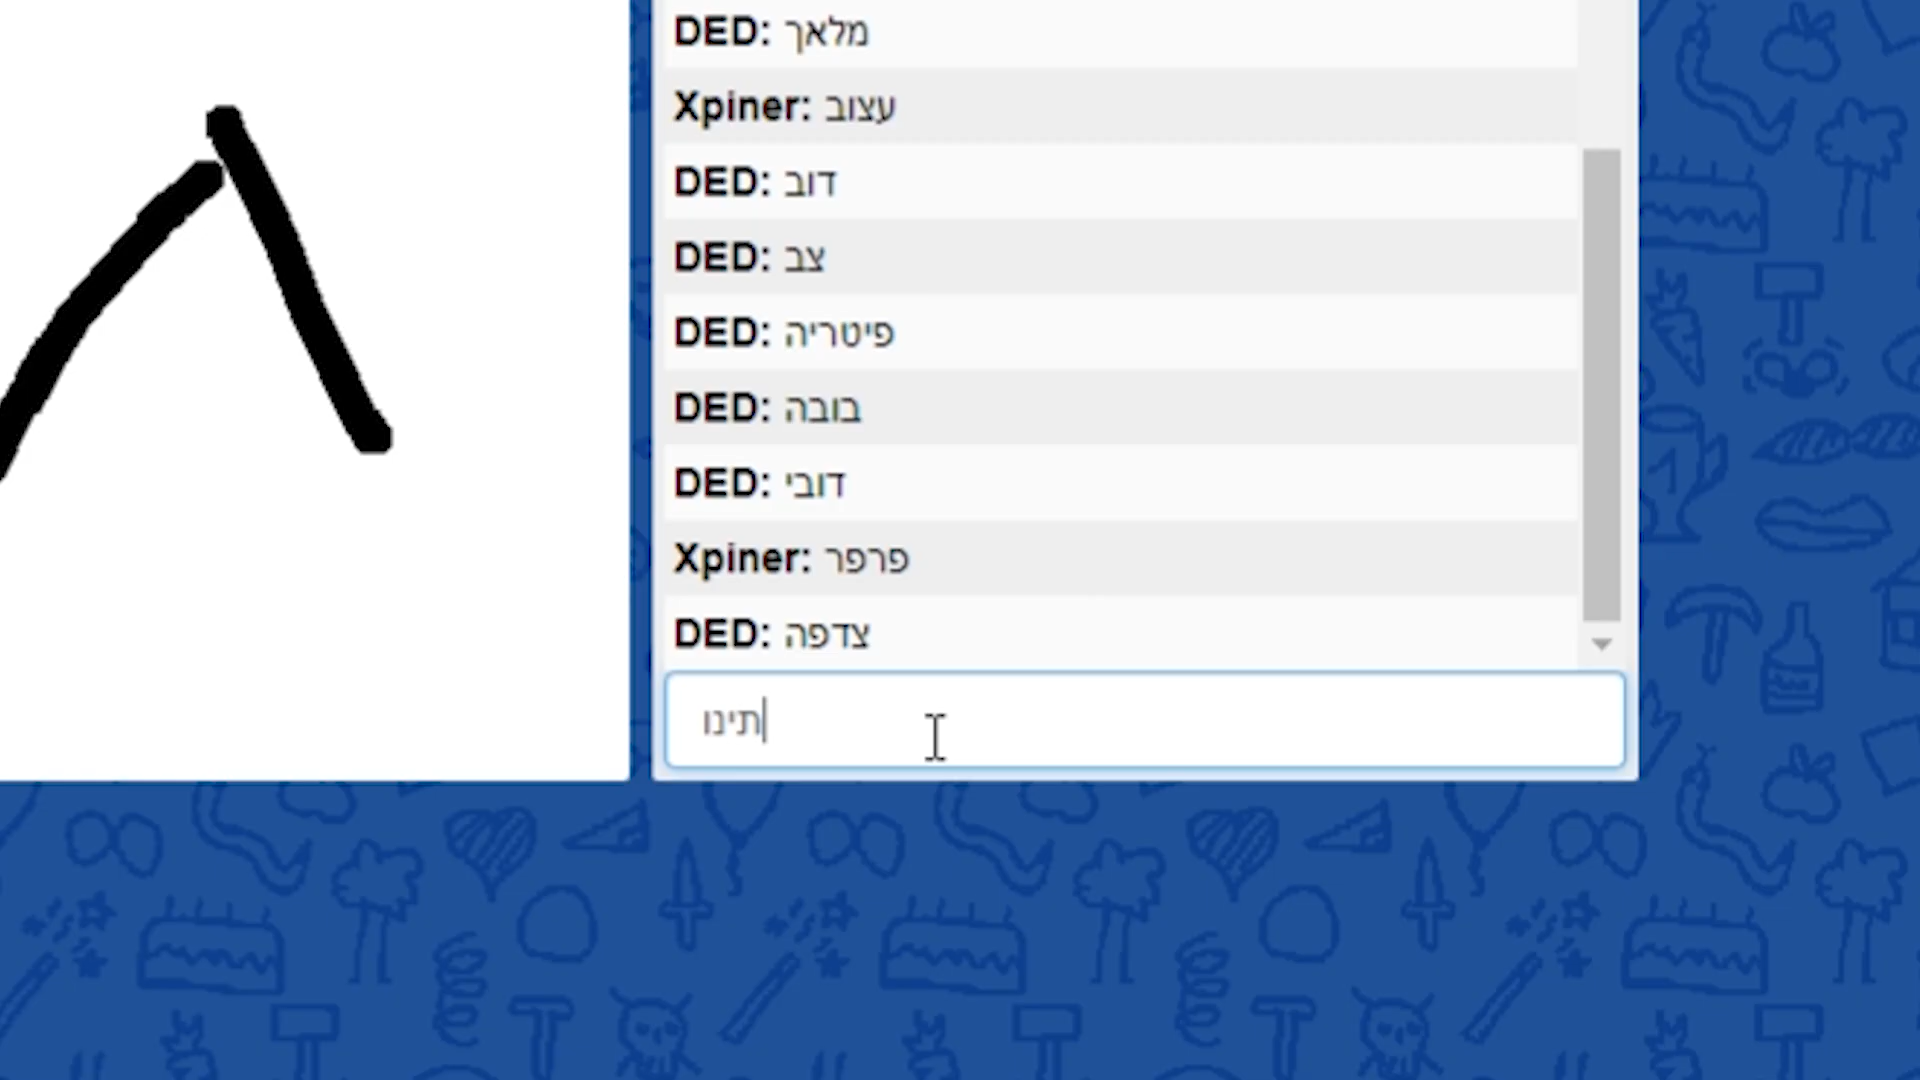 DED: מלאך
Xpiner: עצוב
DED: דוב
DED: צב
DED: פיטריה
DED: בובה
DED: דובי
Xpiner: פרפר
DED: צדפה
תינו